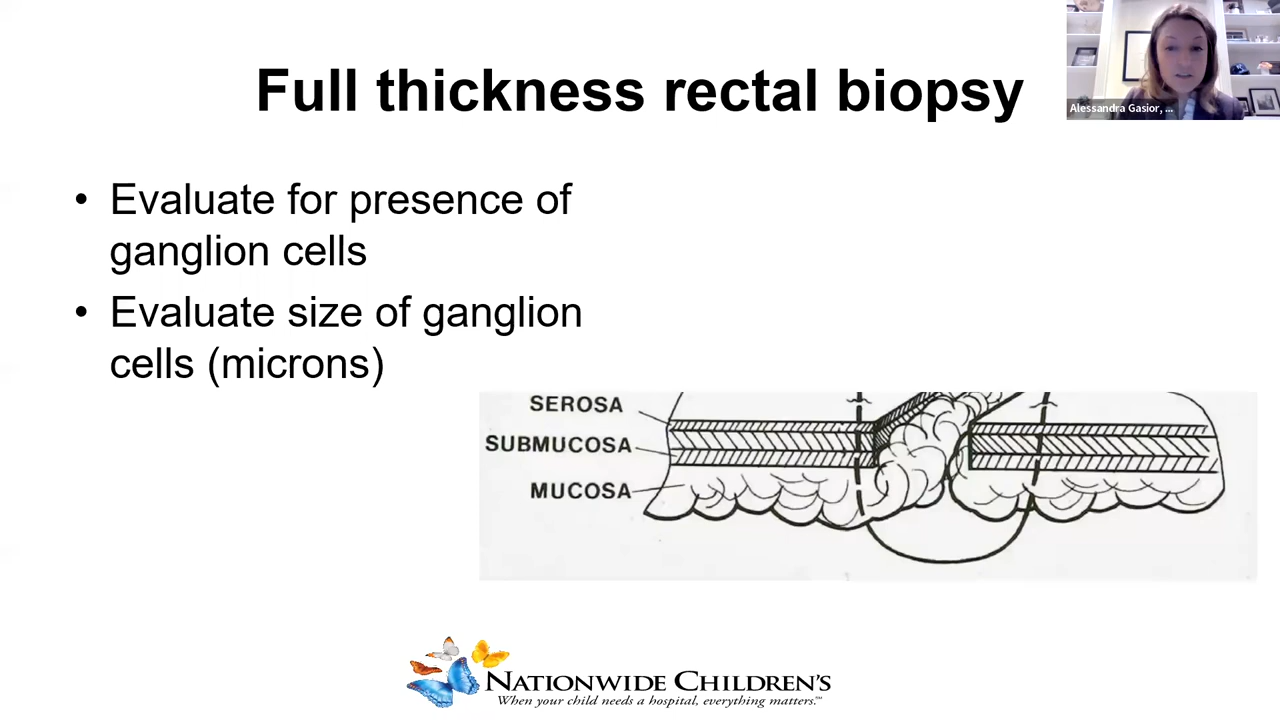 Full thickness rectal biopsy
Alessandra Gasior, ...
• Evaluate for presence of
ganglion cells
• Evaluate size of ganglion
cells (microns)
SEROSA
SUBMUCOSA
MUCOSA
NATIONWIDE CHILDREN'S
When your child needs a hospital, everything matters.™